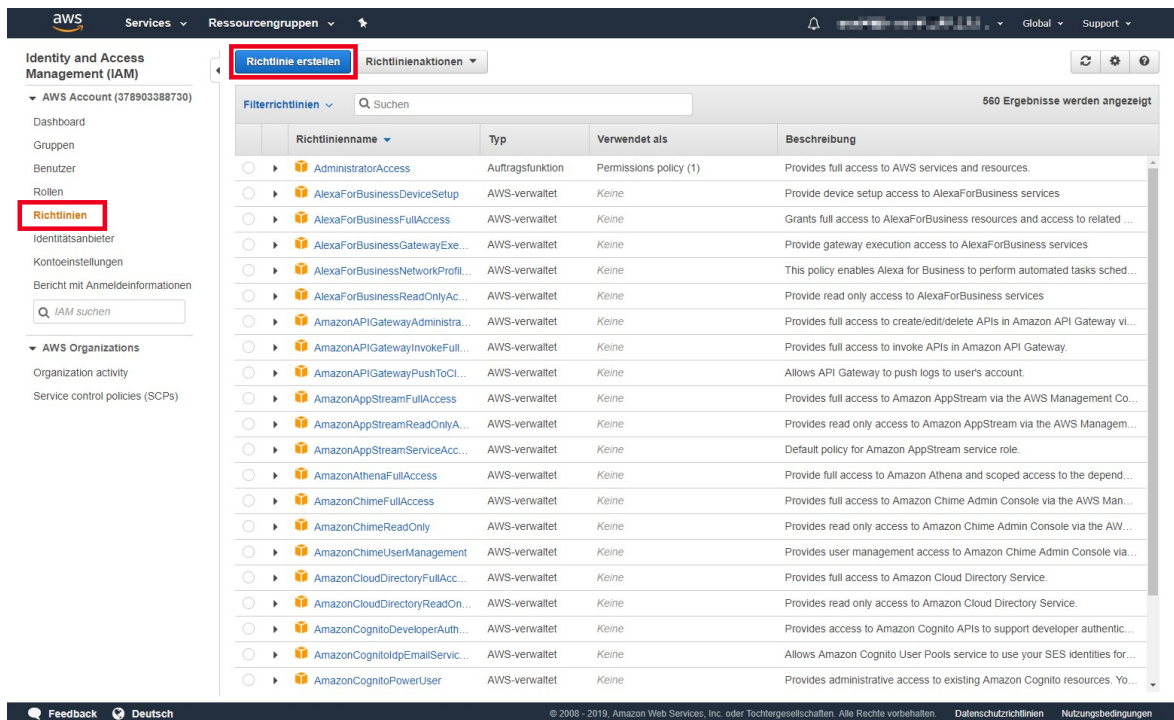 aws Services Ressourcengruppen Global Support
Identity and Access
Management (IAM)
AWS Account (378903388730)
Dashboard
Gruppen
Benutzer
Rollen
Richtlinien
Identitätsanbieter
Kontoeinstellungen
Bericht mit Anmeldeinformationen
IAM suchen
AWS Organizations
Organization activity
Service control policies (SCPs)
Richtlinie erstellen Richtlinienaktionen
Filterrichtlinien Suchen 560 Ergebnisse werden angezeigt
Richtlinienname Typ Verwendet als Beschreibung
AdministratorAccess Auftragsfunktion Permissions policy (1) Provides full access to AWS services and resources.
AlexaForBusinessDeviceSetup AWS-verwaltet Keine Provide device setup access to AlexaForBusiness services
AlexaForBusinessFullAccess AWS-verwaltet Keine Grants full access to AlexaForBusiness resources and access to related ...
AlexaForBusinessGatewayExe... AWS-verwaltet Keine Provide gateway execution access to AlexaForBusiness services
AlexaForBusinessNetworkProfil... AWS-verwaltet Keine This policy enables Alexa for Business to perform automated tasks sched...
AlexaForBusinessReadOnlyAc... AWS-verwaltet Keine Provide read only access to AlexaForBusiness services
AmazonAPIGatewayAdministra... AWS-verwaltet Keine Provides full access to create/edit/delete APIs in Amazon API Gateway vi...
AmazonAPIGatewayInvokeFull... AWS-verwaltet Keine Provides full access to invoke APIs in Amazon API Gateway.
AmazonAPIGatewayPushToCl... AWS-verwaltet Keine Allows API Gateway to push logs to user's account.
AmazonAppStreamFullAccess AWS-verwaltet Keine Provides full access to Amazon AppStream via the AWS Management Co...
AmazonAppStreamReadOnlyA... AWS-verwaltet Keine Provides read only access to Amazon AppStream via the AWS Managem...
AmazonAppStreamServiceAcc... AWS-verwaltet Keine Default policy for Amazon AppStream service role.
AmazonAthenaFullAccess AWS-verwaltet Keine Provide full access to Amazon Athena and scoped access to the depend...
AmazonChimeFullAccess AWS-verwaltet Keine Provides full access to Amazon Chime Admin Console via the AWS Man...
AmazonChimeReadOnly AWS-verwaltet Keine Provides read only access to Amazon Chime Admin Console via the AW...
AmazonChimeUserManagement AWS-verwaltet Keine Provides user management access to Amazon Chime Admin Console via...
AmazonCloudDirectoryFullAcc... AWS-verwaltet Keine Provides full access to Amazon Cloud Directory Service.
AmazonCloudDirectoryReadOn... AWS-verwaltet Keine Provides read only access to Amazon Cloud Directory Service.
AmazonCognitoDeveloperAuth... AWS-verwaltet Keine Provides access to Amazon Cognito APIs to support developer authentic...
AmazonCognitoIdpEmailServic... AWS-verwaltet Keine Allows Amazon Cognito User Pools service to use your SES identities for...
AmazonCognitoPowerUser AWS-verwaltet Keine Provides administrative access to existing Amazon Cognito resources. Yo...
Feedback Deutsch © 2008 - 2019, Amazon Web Services, Inc. oder Tochtergesellschaften. Alle Rechte vorbehalten. Datenschutzrichtlinien Nutzungsbedingungen